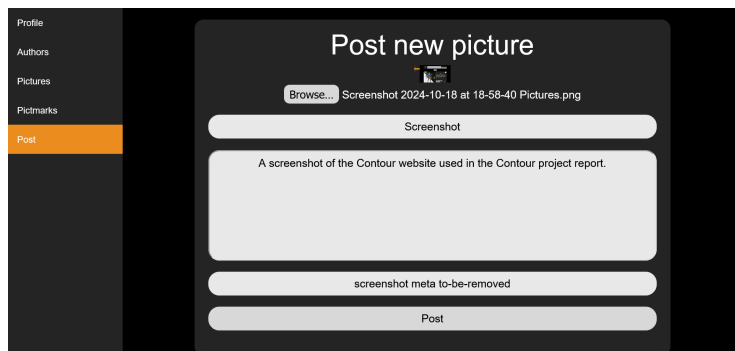 Profile
Authors
Pictures
Pictmarks
Post
Post new picture
Browse... Screenshot 2024-10-18 at 18-58-40 Pictures.png
Screenshot
A screenshot of the Contour website used in the Contour project report.
screenshot meta to-be-removed
Post